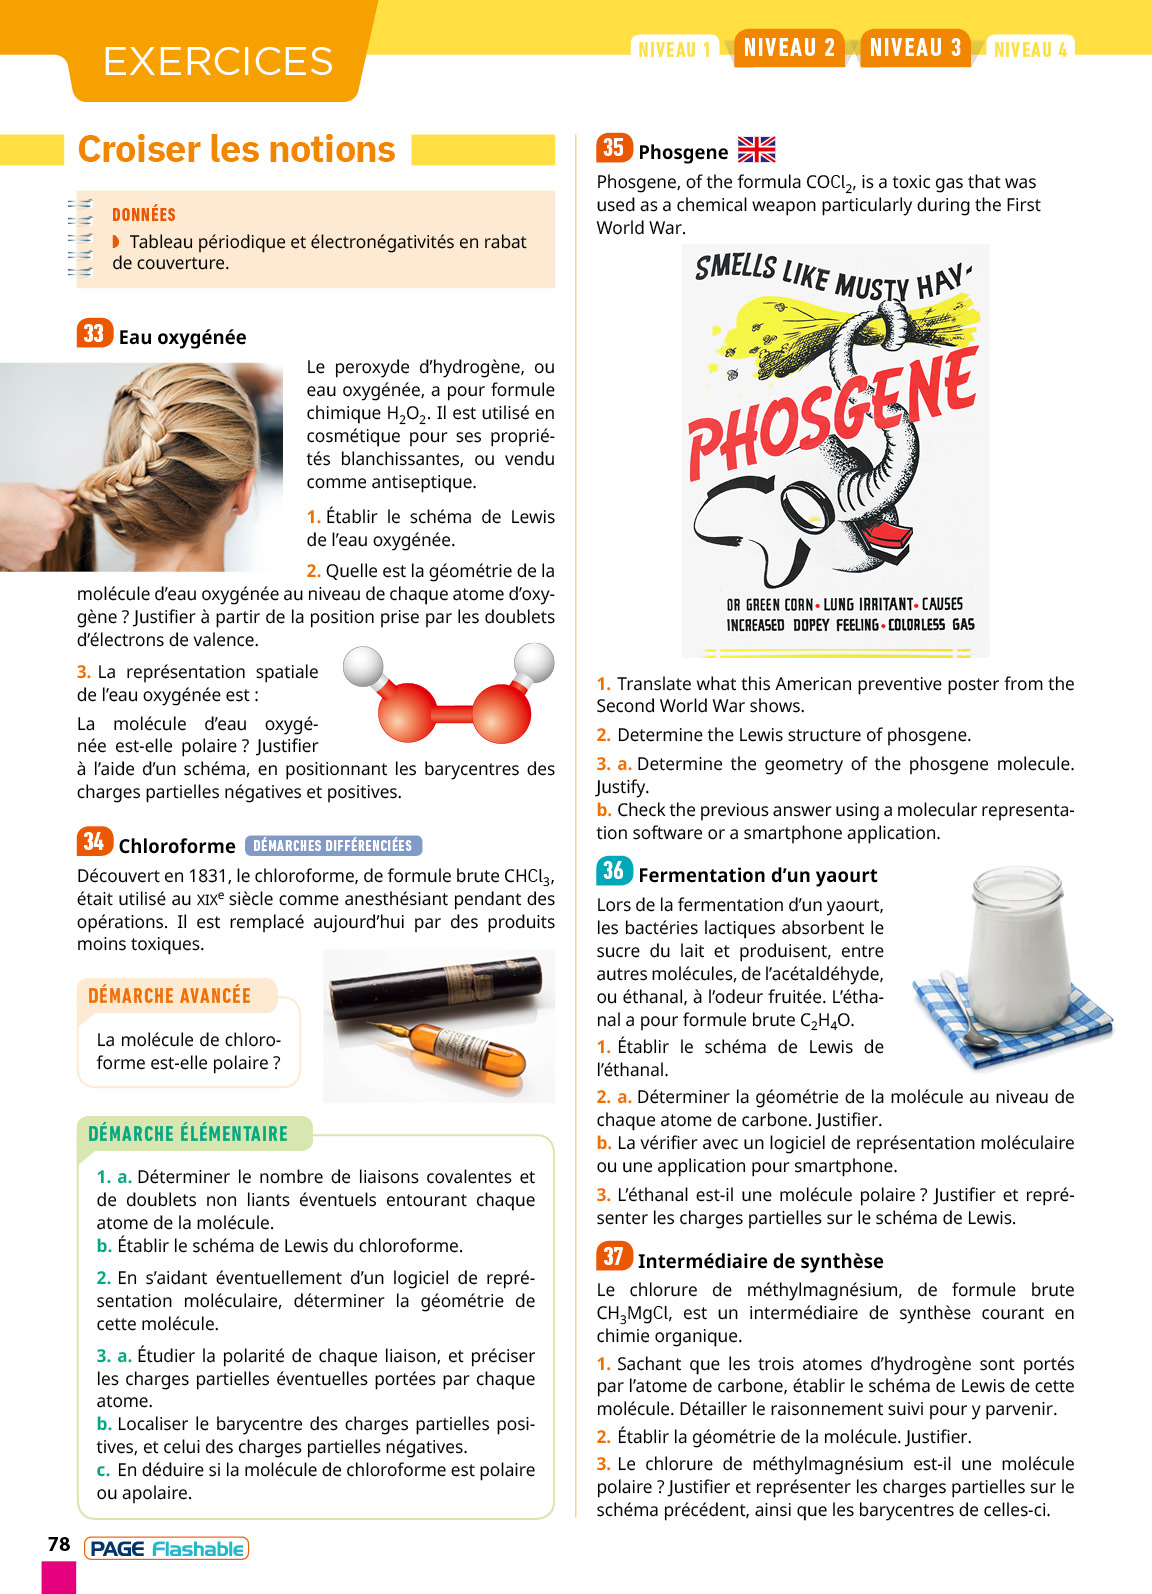 EXERCICES
NIVEAU 1
NIVEAU 2
NIVEAU 3
NIVEAU 4
Croiser les notions
DONNÉES
Tableau périodique et électronégativités en rabat
de couverture.
33 Eau oxygénée
Le peroxyde d’hydrogène, ou
eau oxygénée, a pour formule
chimique H₂O₂. Il est utilisé en
cosmétique pour ses proprié-
tés blanchissantes, ou vendu
comme antiseptique.
1. Établir le schéma de Lewis
de l’eau oxygénée.
2. Quelle est la géométrie de la
molécule d’eau oxygénée au niveau de chaque atome d’oxy-
gène ? Justifier à partir de la position prise par les doublets
d’électrons de valence.
3. La représentation spatiale
de l’eau oxygénée est :
La molécule d’eau oxygé-
née est-elle polaire ? Justifier
à l’aide d’un schéma, en positionnant les barycentres des
charges partielles négatives et positives.
34 Chloroforme DÉMARCHES DIFFÉRENCIÉES
Découvert en 1831, le chloroforme, de formule brute CHCl₃,
était utilisé au XIXᵉ siècle comme anesthésiant pendant des
opérations. Il est remplacé aujourd’hui par des produits
moins toxiques.
DÉMARCHE AVANCÉE
La molécule de chloro-
forme est-elle polaire ?
DÉMARCHE ÉLÉMENTAIRE
1. a. Déterminer le nombre de liaisons covalentes et
de doublets non liants éventuels entourant chaque
atome de la molécule.
b. Établir le schéma de Lewis du chloroforme.
2. En s’aidant éventuellement d’un logiciel de repré-
sentation moléculaire, déterminer la géométrie de
cette molécule.
3. a. Étudier la polarité de chaque liaison, et préciser
les charges partielles éventuelles portées par chaque
atome.
b. Localiser le barycentre des charges partielles posi-
tives, et celui des charges partielles négatives.
c. En déduire si la molécule de chloroforme est polaire
ou apolaire.
35 Phosgene
Phosgene, of the formula COCl₂, is a toxic gas that was
used as a chemical weapon particularly during the First
World War.
SMELLS LIKE MUSTY HAY-
PHOSGENE
OR GREEN CORN • LUNG IRRITANT • CAUSES
INCREASED DOPEY FEELING • COLORLESS GAS
1. Translate what this American preventive poster from the
Second World War shows.
2. Determine the Lewis structure of phosgene.
3. a. Determine the geometry of the phosgene molecule.
Justify.
b. Check the previous answer using a molecular representa-
tion software or a smartphone application.
36 Fermentation d’un yaourt
Lors de la fermentation d’un yaourt,
les bactéries lactiques absorbent le
sucre du lait et produisent, entre
autres molécules, de l’acétaldéhyde,
ou éthanal, à l’odeur fruitée. L’étha-
nal a pour formule brute C₂H₄O.
1. Établir le schéma de Lewis de
l’éthanal.
2. a. Déterminer la géométrie de la molécule au niveau de
chaque atome de carbone. Justifier.
b. La vérifier avec un logiciel de représentation moléculaire
ou une application pour smartphone.
3. L’éthanal est-il une molécule polaire ? Justifier et repré-
senter les charges partielles sur le schéma de Lewis.
37 Intermédiaire de synthèse
Le chlorure de méthylmagnésium, de formule brute
CH₃MgCl, est un intermédiaire de synthèse courant en
chimie organique.
1. Sachant que les trois atomes d’hydrogène sont portés
par l’atome de carbone, établir le schéma de Lewis de cette
molécule. Détailler le raisonnement suivi pour y parvenir.
2. Établir la géométrie de la molécule. Justifier.
3. Le chlorure de méthylmagnésium est-il une molécule
polaire ? Justifier et représenter les charges partielles sur le
schéma précédent, ainsi que les barycentres de celles-ci.
78 PAGE Flashable